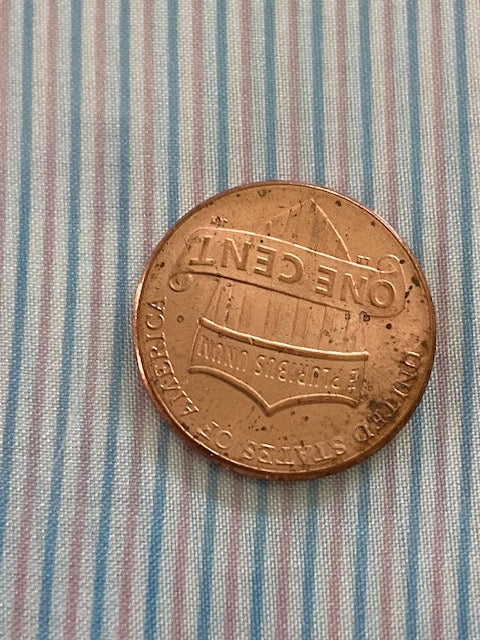 UNITED STATES OF AMERICA
E PLURIBUS UNUM
ONE CENT